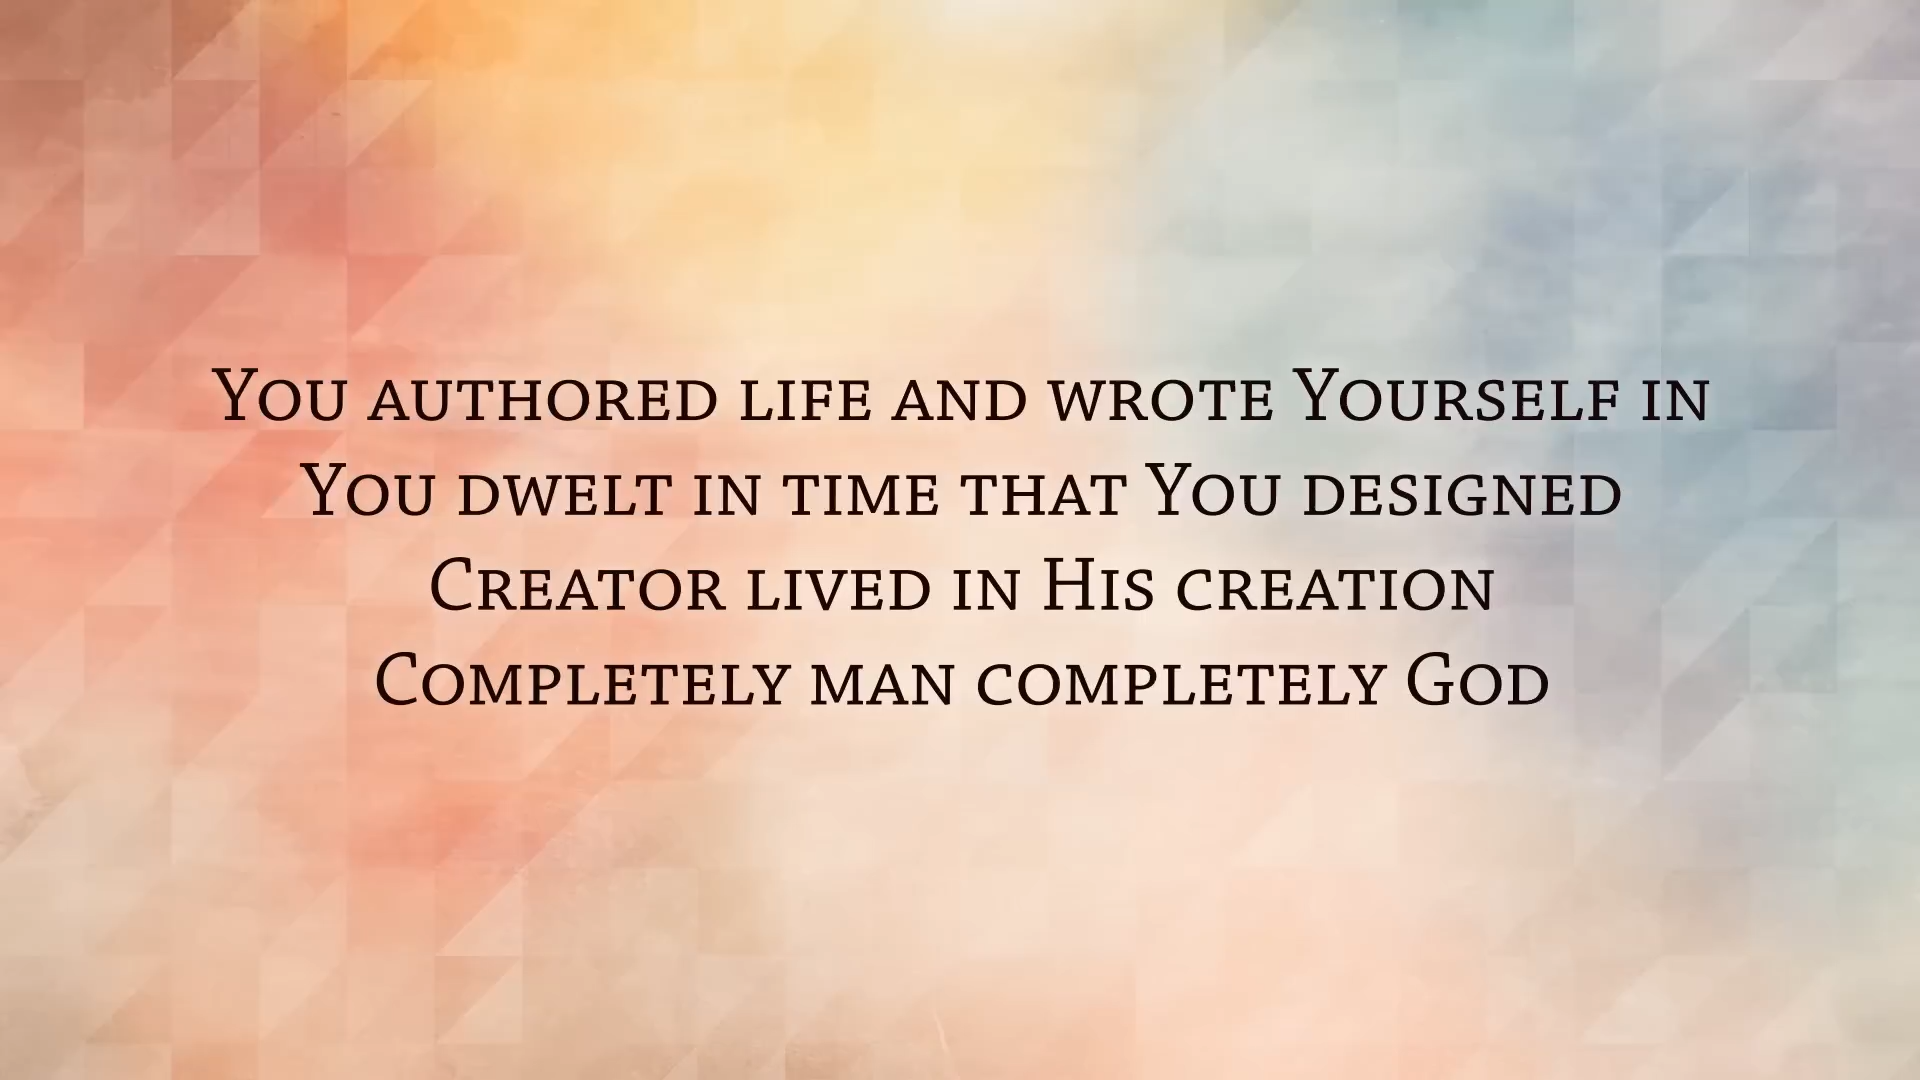 You authored life and wrote Yourself in
You dwelt in time that You designed
Creator lived in His creation
Completely man completely God